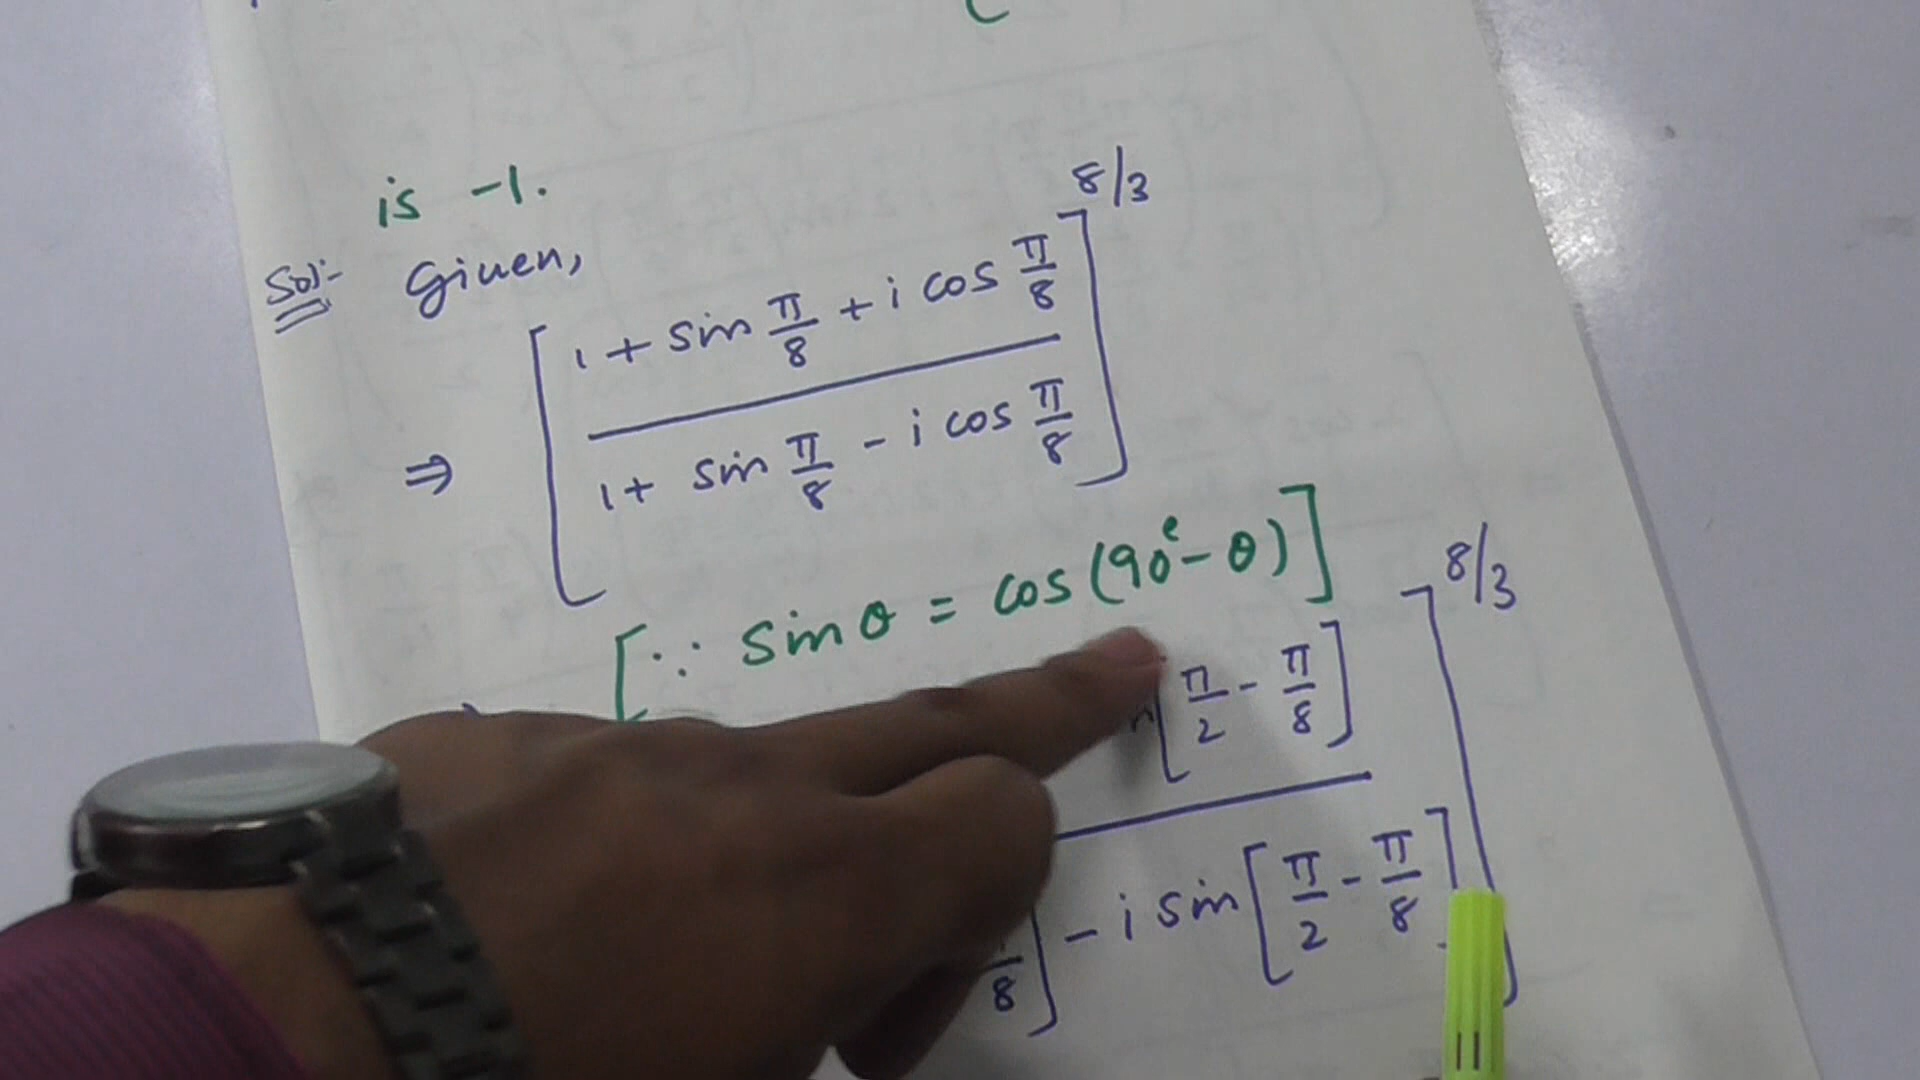 is -1.
Sol:- Given,
⇒ [ (1 + sin π/8 + i cos π/8) / (1 + sin π/8 - i cos π/8) ]^8/3
[∵ sinθ = cos(90°-θ)]
[π/2 - π/8] ]^8/3
π/8] - i sin[π/2 - π/8]